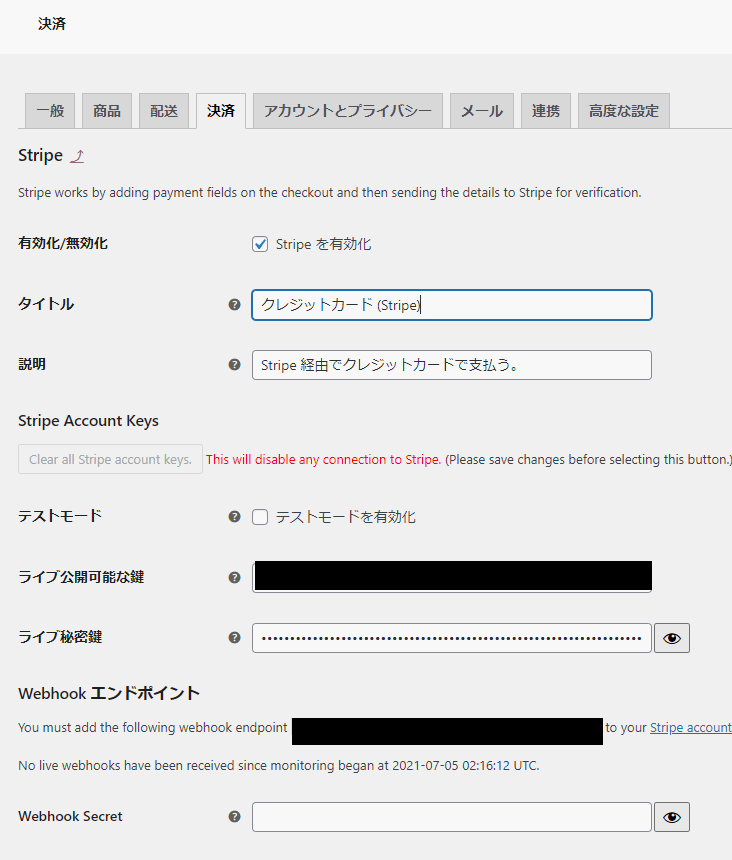 決済
一般 商品 配送 決済 アカウントとプライバシー メール 連携 高度な設定
Stripe ⤴
Stripe works by adding payment fields on the checkout and then sending the details to Stripe for verification.
有効化/無効化 Stripe を有効化
タイトル クレジットカード (Stripe)
説明 Stripe 経由でクレジットカードで支払う。
Stripe Account Keys
Clear all Stripe account keys. This will disable any connection to Stripe. (Please save changes before selecting this button.)
テストモード テストモードを有効化
ライブ公開可能な鍵
ライブ秘密鍵
Webhook エンドポイント
You must add the following webhook endpoint to your Stripe account
No live webhooks have been received since monitoring began at 2021-07-05 02:16:12 UTC.
Webhook Secret